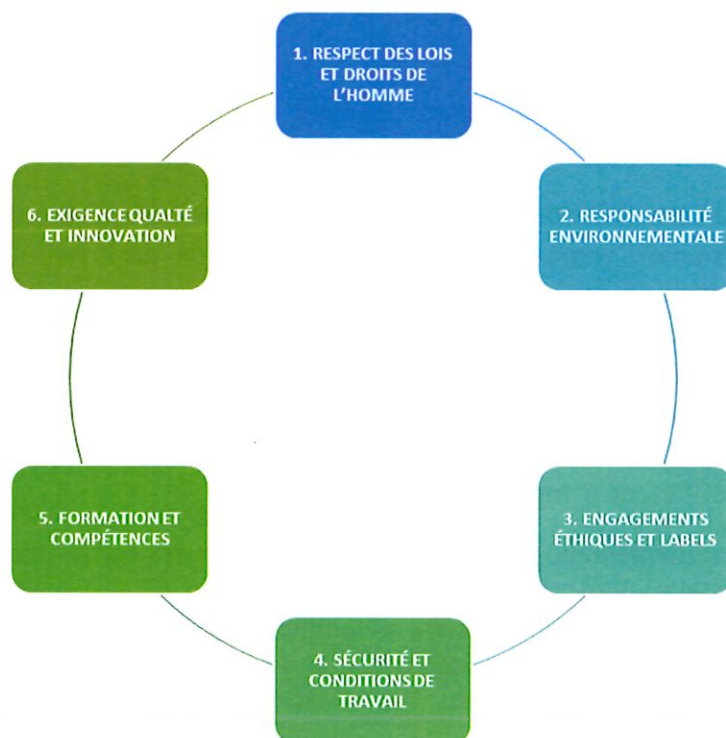 1. RESPECT DES LOIS
ET DROITS DE
L'HOMME
2. RESPONSABILITÉ
ENVIRONNEMENTALE
3. ENGAGEMENTS
ÉTHIQUES ET LABELS
4. SÉCURITÉ ET
CONDITIONS DE
TRAVAIL
5. FORMATION ET
COMPÉTENCES
6. EXIGENCE QUALTÉ
ET INNOVATION